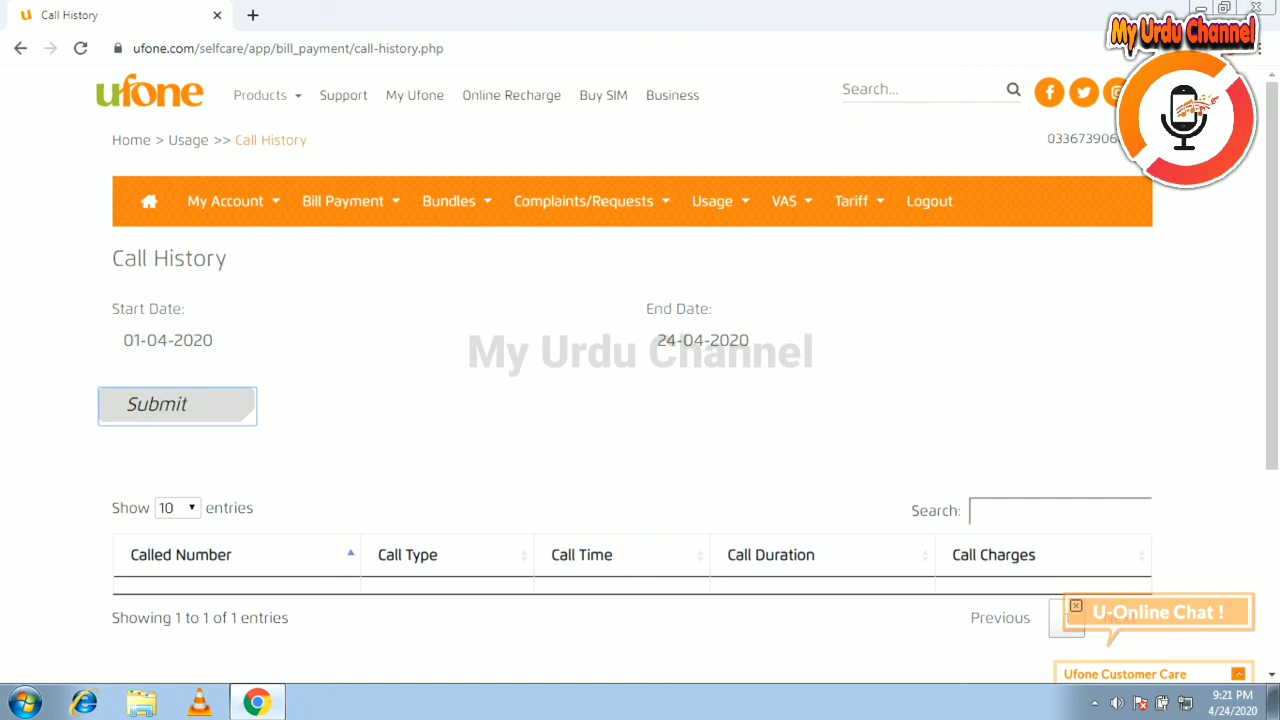 Call History
My Urdu Channel
ufone.com/selfcare/app/bill_payment/call-history.php
ufone Products Support My Ufone Online Recharge Buy SIM Business Search...
Home > Usage >> Call History
My Account Bill Payment Bundles Complaints/Requests Usage VAS Tariff Logout
Call History
Start Date: End Date:
01-04-2020 24-04-2020
My Urdu Channel
Submit
Show 10 entries Search:
Called Number Call Type Call Time Call Duration Call Charges
Showing 1 to 1 of 1 entries Previous
U-Online Chat !
Ufone Customer Care
9:21 PM
4/24/2020